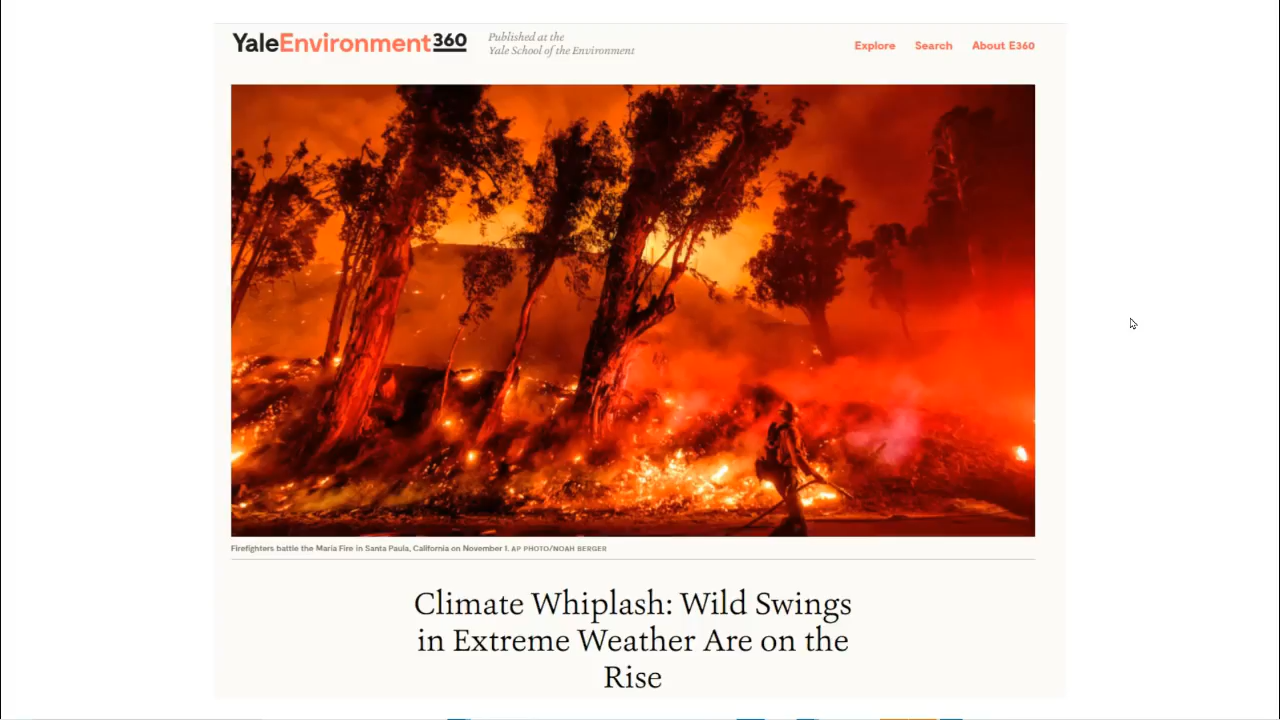 YaleEnvironment360
Published at the
Yale School of the Environment
Explore Search About E360
Firefighters battle the Maria Fire in Santa Paula, California on November 1. AP PHOTO/NOAH BERGER
Climate Whiplash: Wild Swings
in Extreme Weather Are on the
Rise